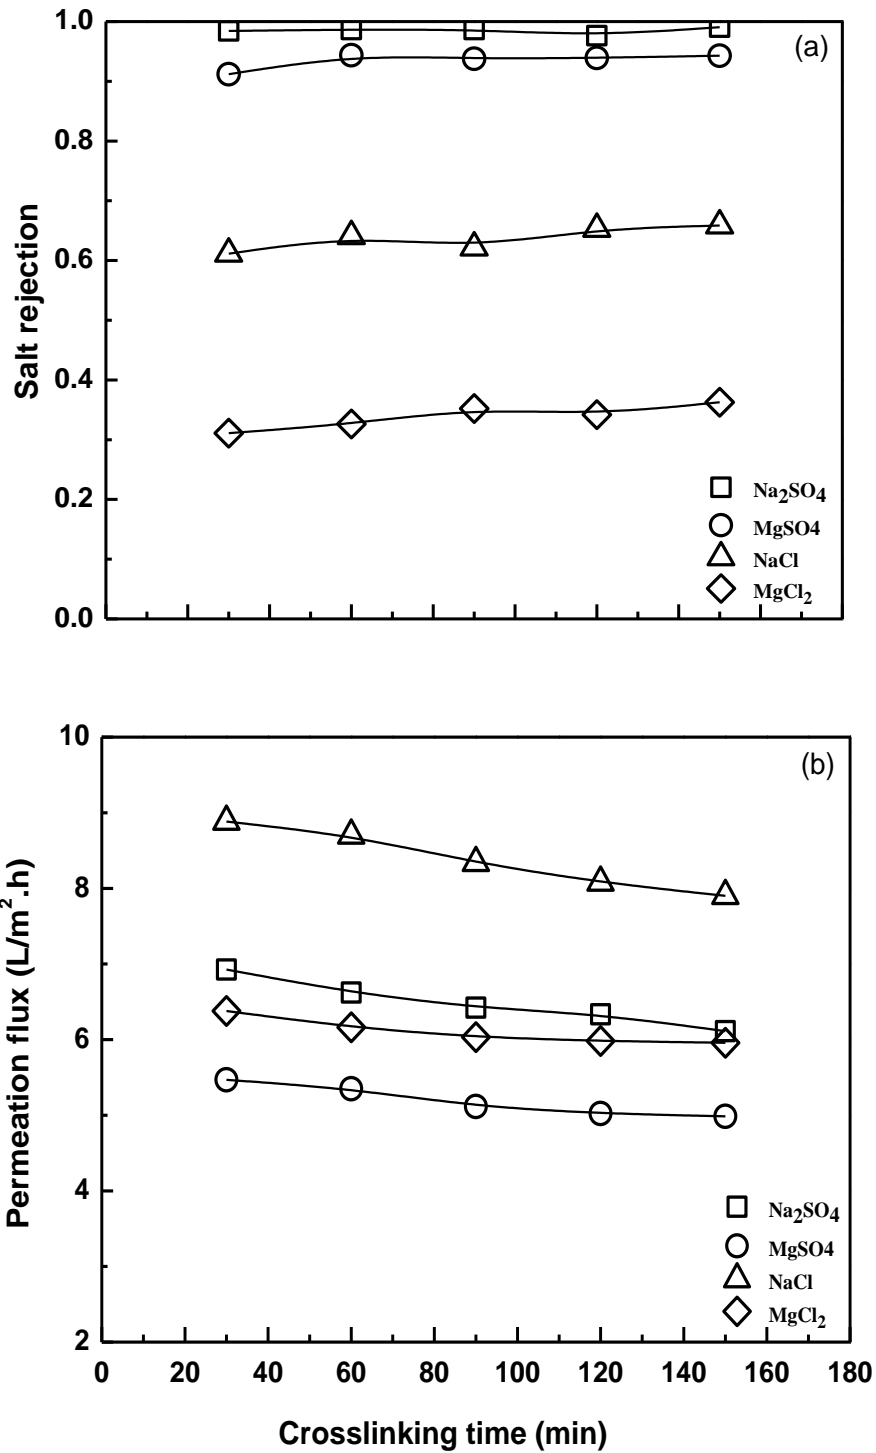 1.0
(a)
0.8
0.6
0.4
0.2
0.0
Salt rejection
Na2SO4
MgSO4
NaCl
MgCl2
10
(b)
8
6
4
2
Permeation flux (L/m².h)
Na2SO4
MgSO4
NaCl
MgCl2
0 20 40 60 80 100 120 140 160 180
Crosslinking time (min)